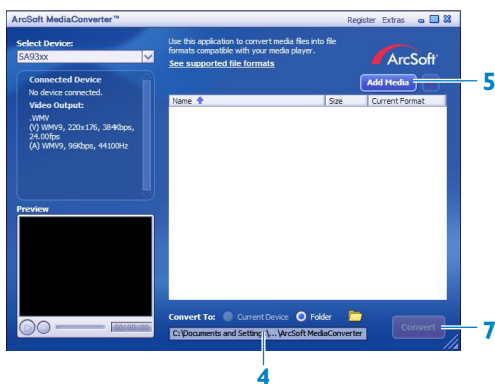 ArcSoft MediaConverter™
Register Extras
Select Device:
SA93xx
Connected Device
No device connected.
Video Output:
.WMV
(V) WMV9, 220x176, 384Kbps,
24.00fps
(A) WMV9, 96Kbps, 44100Hz
Preview
00:00:00
Use this application to convert media files into file
formats compatible with your media player.
See supported file formats
ArcSoft®
Add Media
5
Name Size Current Format
Convert To: Current Device Folder
C:\Documents and Setting \...\ArcSoft MediaConverter
Convert
7
4